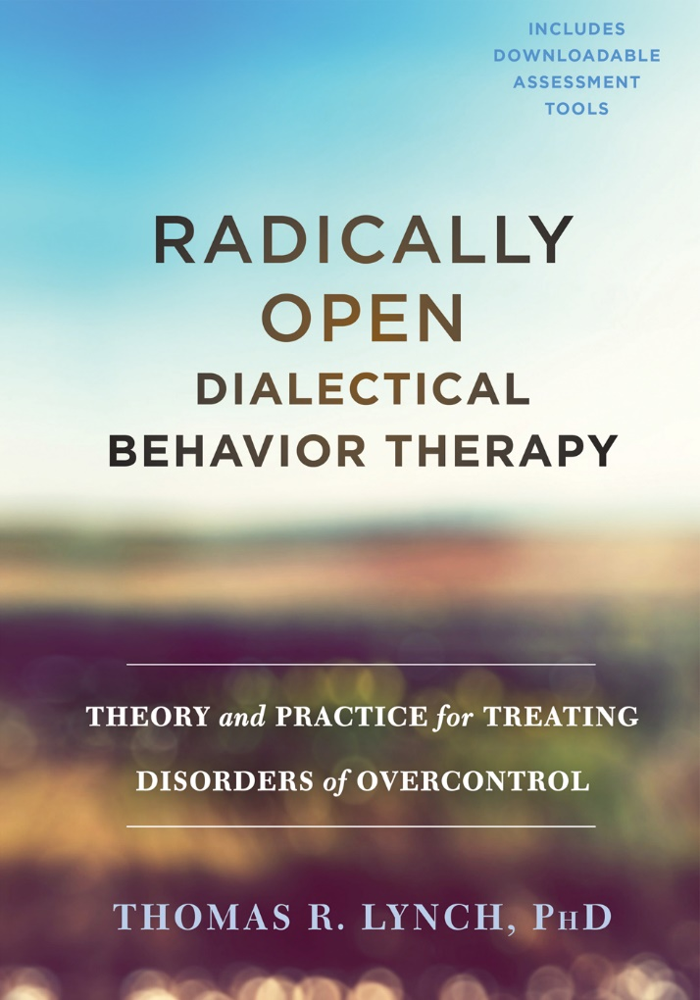 INCLUDES
DOWNLOADABLE
ASSESSMENT
TOOLS
RADICALLY
OPEN
DIALECTICAL
BEHAVIOR THERAPY
THEORY and PRACTICE for TREATING
DISORDERS of OVERCONTROL
THOMAS R. LYNCH, PhD